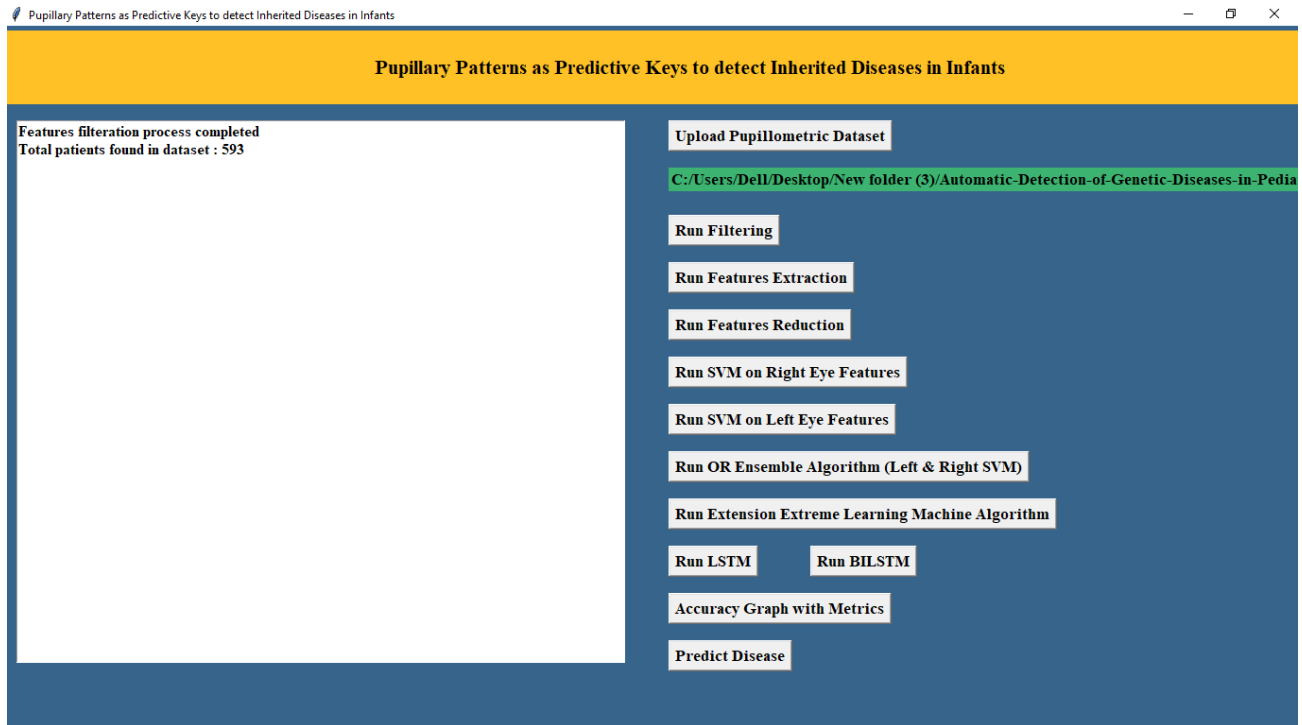 Pupillary Patterns as Predictive Keys to detect Inherited Diseases in Infants
Pupillary Patterns as Predictive Keys to detect Inherited Diseases in Infants
Features filteration process completed
Total patients found in dataset : 593
Upload Pupillometric Dataset
C:/Users/Dell/Desktop/New folder (3)/Automatic-Detection-of-Genetic-Diseases-in-Pedia
Run Filtering
Run Features Extraction
Run Features Reduction
Run SVM on Right Eye Features
Run SVM on Left Eye Features
Run OR Ensemble Algorithm (Left & Right SVM)
Run Extension Extreme Learning Machine Algorithm
Run LSTM
Run BILSTM
Accuracy Graph with Metrics
Predict Disease